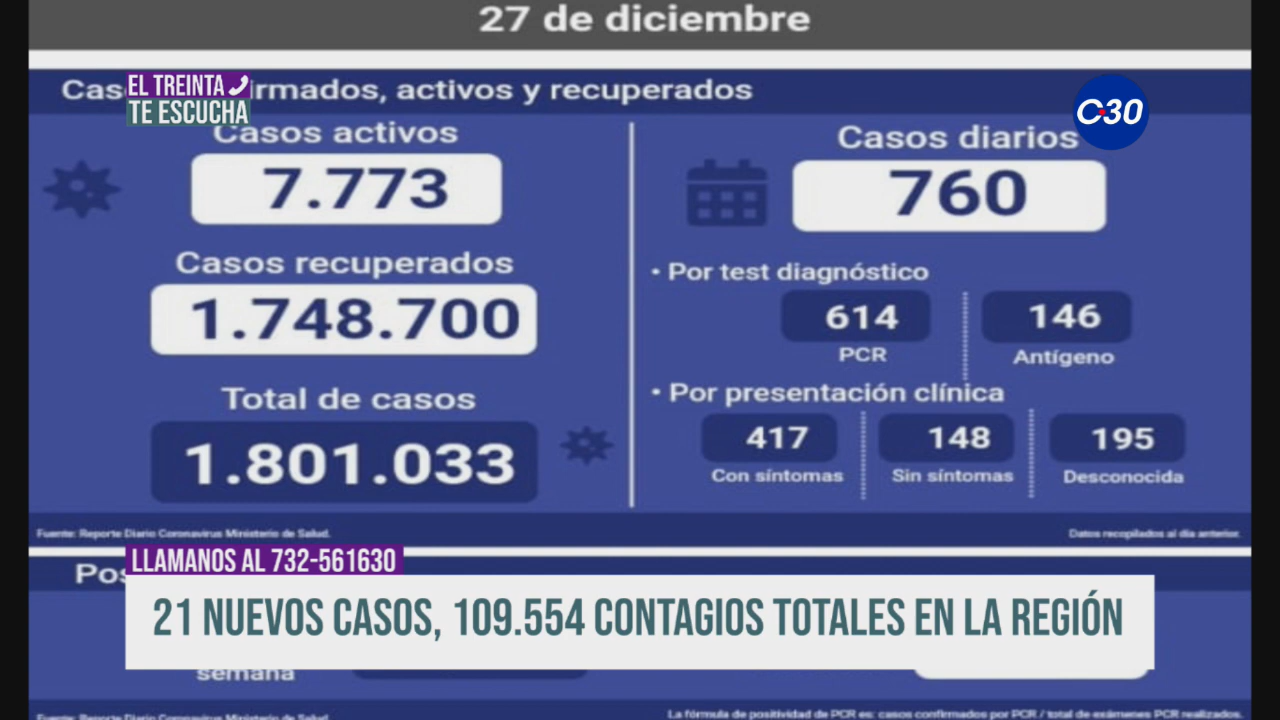 27 de diciembre
EL TREINTA
TE ESCUCHA
rmados, activos y recuperados
C30
Casos activos
7.773
Casos recuperados
1.748.700
Total de casos
1.801.033
Casos diarios
760
• Por test diagnóstico
614
PCR
146
Antígeno
• Por presentación clínica
417
Con síntomas
148
Sin síntomas
195
Desconocida
Fuente: Reporte Diario Coronavirus Ministerio de Salud.
Datos recopilados al día anterior.
LLAMANOS AL 732-561630
21 NUEVOS CASOS, 109.554 CONTAGIOS TOTALES EN LA REGIÓN
semana
Fuente: Reporte Diario Coronavirus Ministerio de Salud.
La fórmula de positividad de PCR es: casos confirmados por PCR / total de exámenes PCR realizados.